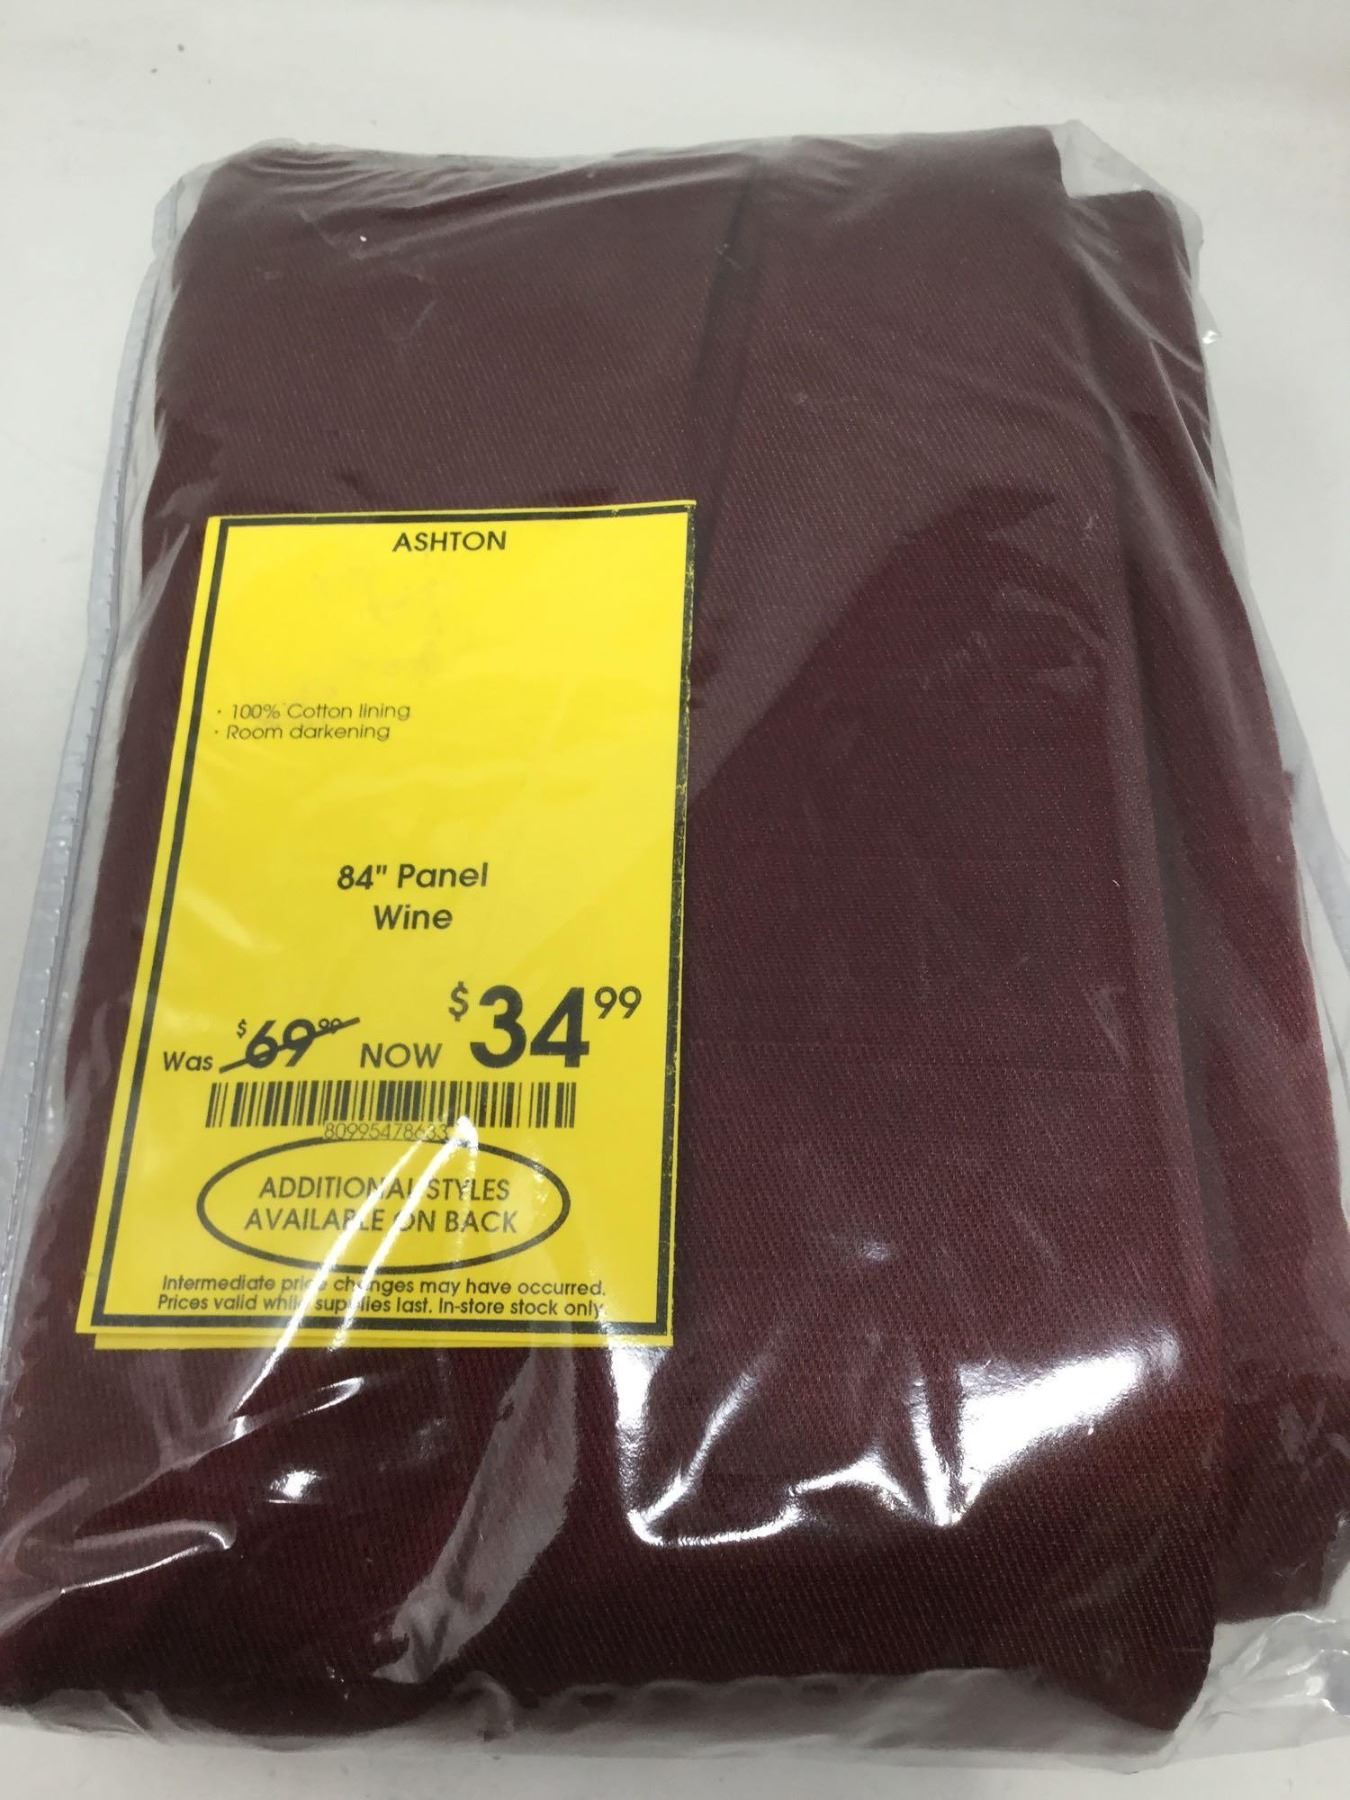 ASHTON
· 100% Cotton lining
· Room darkening
84" Panel
Wine
Was $69.99 NOW $34.99
80995478633
ADDITIONAL STYLES
AVAILABLE ON BACK
Intermediate price changes may have occurred.
Prices valid while supplies last. In-store stock only.